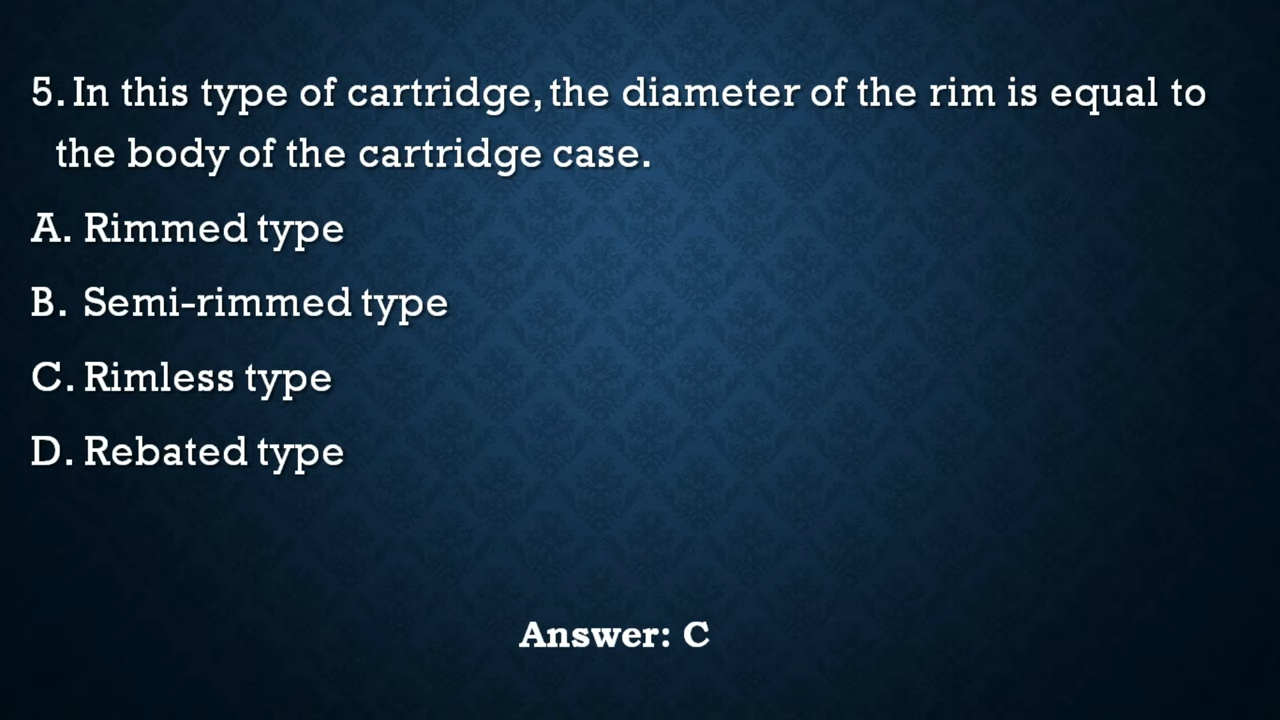 5. In this type of cartridge, the diameter of the rim is equal to
the body of the cartridge case.
A. Rimmed type
B. Semi-rimmed type
C. Rimless type
D. Rebated type
Answer: C